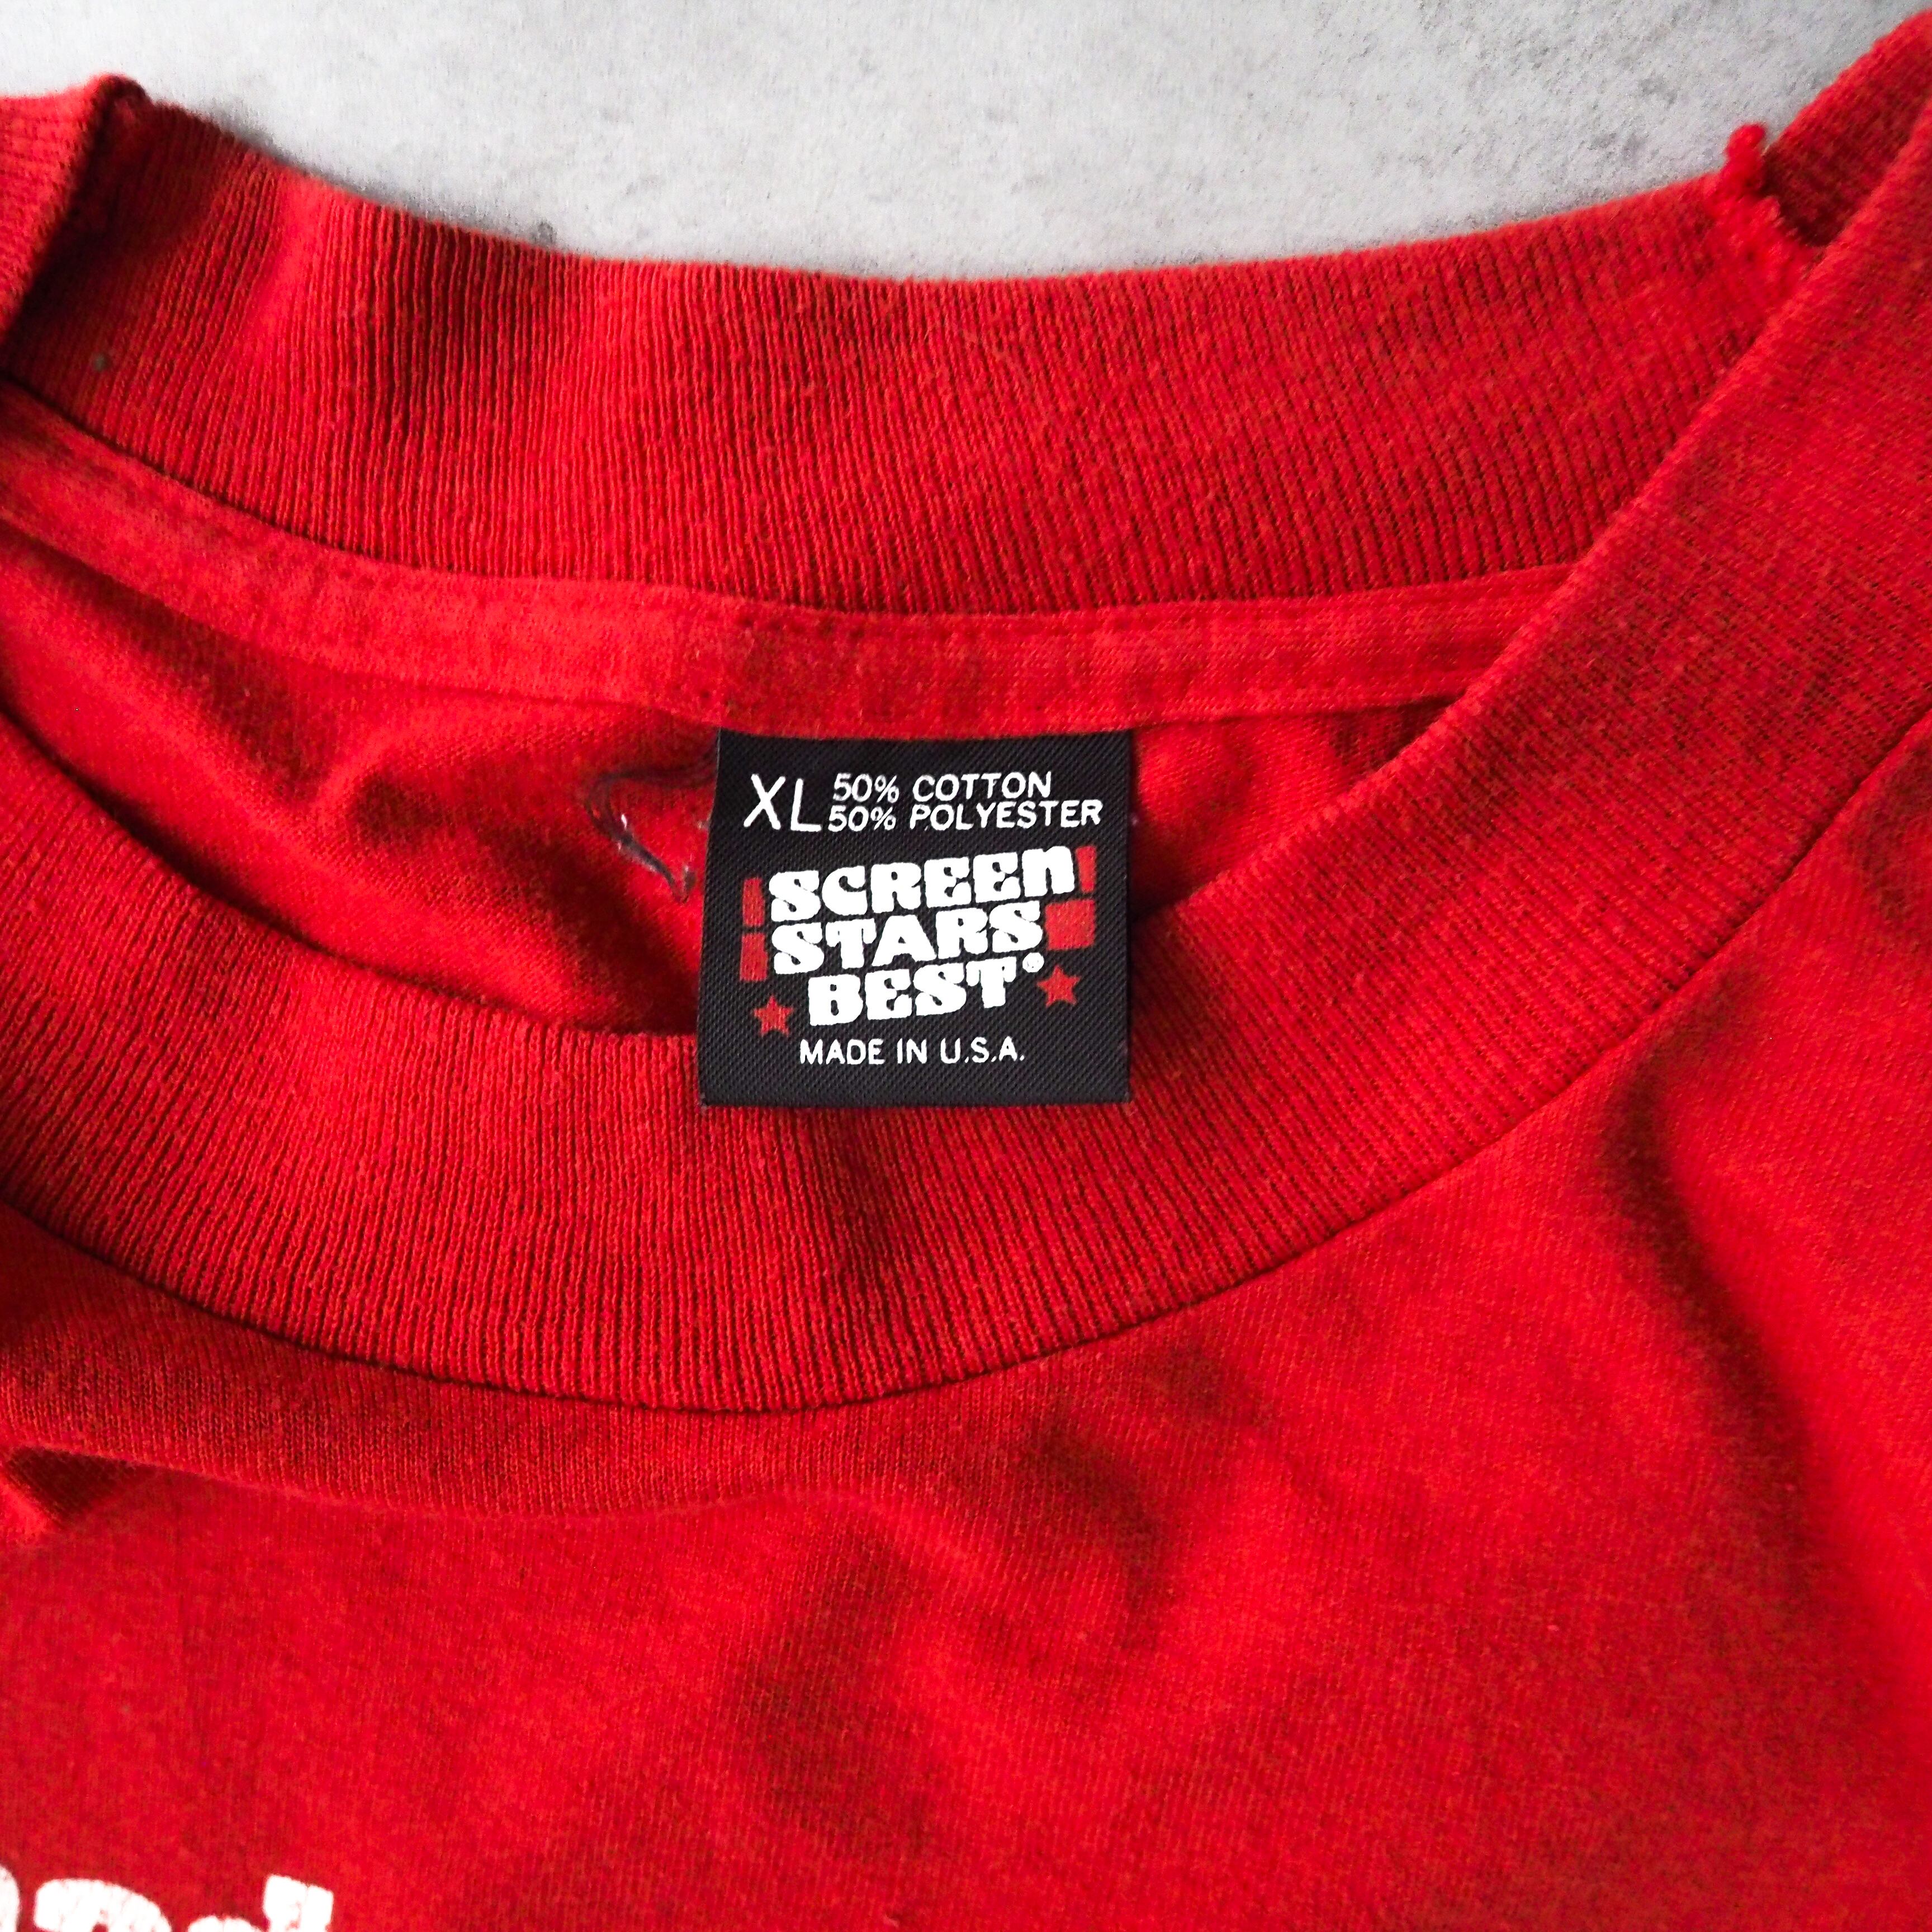 XL 50% COTTON
50% POLYESTER
SCREEN
STARS
BEST®
MADE IN U.S.A.